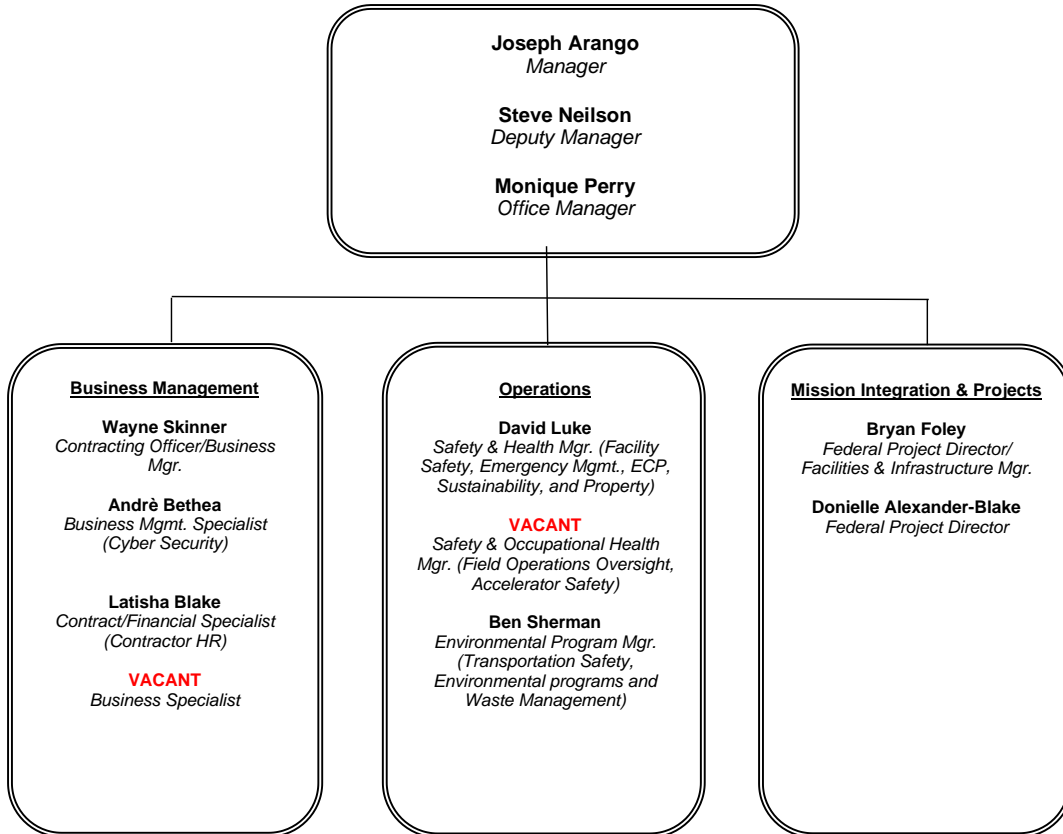 Joseph Arango
Manager
Steve Neilson
Deputy Manager
Monique Perry
Office Manager
Business Management
Wayne Skinner
Contracting Officer/Business
Mgr.
Andrè Bethea
Business Mgmt. Specialist
(Cyber Security)
Latisha Blake
Contract/Financial Specialist
(Contractor HR)
VACANT
Business Specialist
Operations
David Luke
Safety & Health Mgr. (Facility
Safety, Emergency Mgmt., ECP,
Sustainability, and Property)
VACANT
Safety & Occupational Health
Mgr. (Field Operations Oversight,
Accelerator Safety)
Ben Sherman
Environmental Program Mgr.
(Transportation Safety,
Environmental programs and
Waste Management)
Mission Integration & Projects
Bryan Foley
Federal Project Director/
Facilities & Infrastructure Mgr.
Donielle Alexander-Blake
Federal Project Director